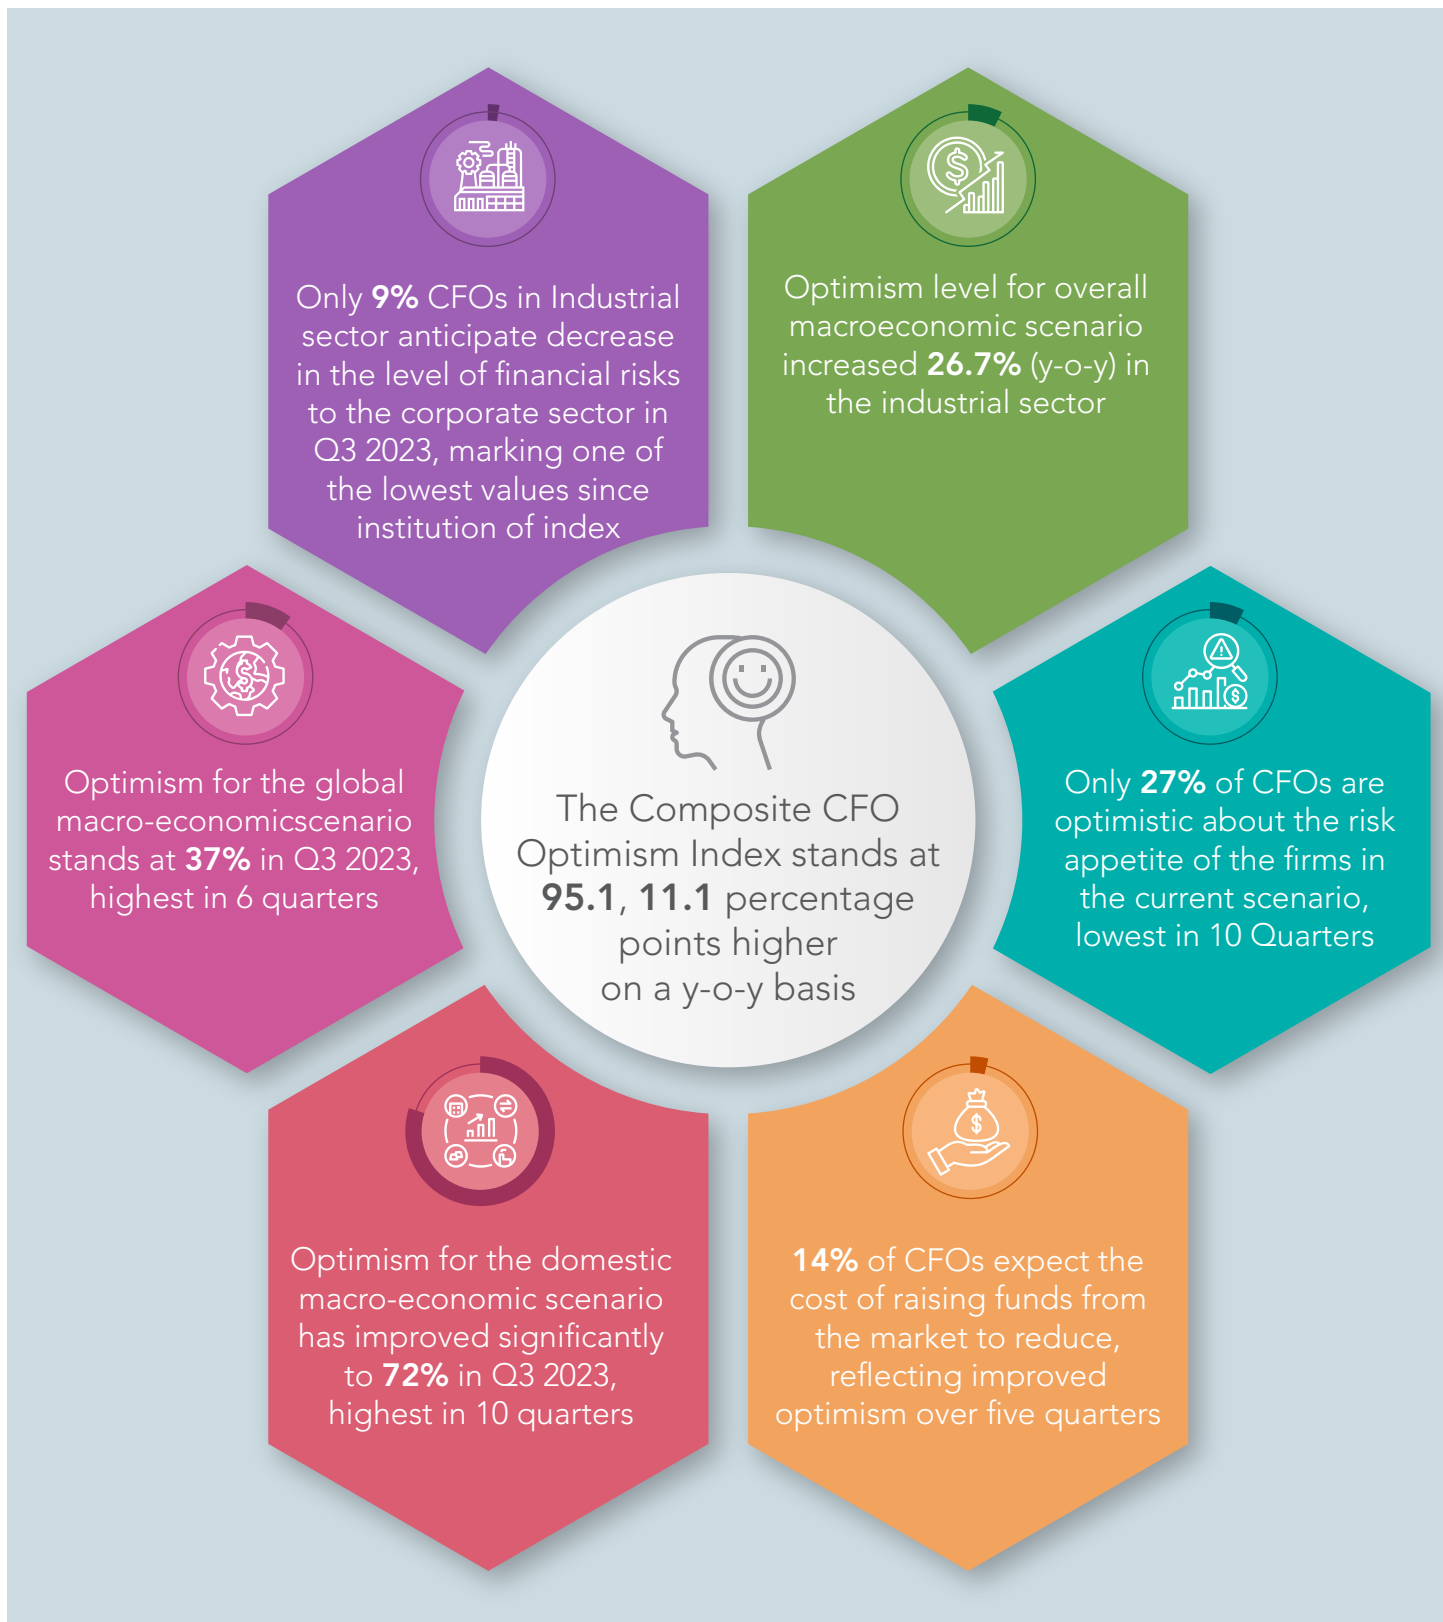 Only 9% CFOs in Industrial
sector anticipate decrease
in the level of financial risks
to the corporate sector in
Q3 2023, marking one of
the lowest values since
institution of index
Optimism level for overall
macroeconomic scenario
increased 26.7% (y-o-y) in
the industrial sector
Optimism for the global
macro-economicscenario
stands at 37% in Q3 2023,
highest in 6 quarters
The Composite CFO
Optimism Index stands at
95.1, 11.1 percentage
points higher
on a y-o-y basis
Only 27% of CFOs are
optimistic about the risk
appetite of the firms in
the current scenario,
lowest in 10 Quarters
Optimism for the domestic
macro-economic scenario
has improved significantly
to 72% in Q3 2023,
highest in 10 quarters
14% of CFOs expect the
cost of raising funds from
the market to reduce,
reflecting improved
optimism over five quarters